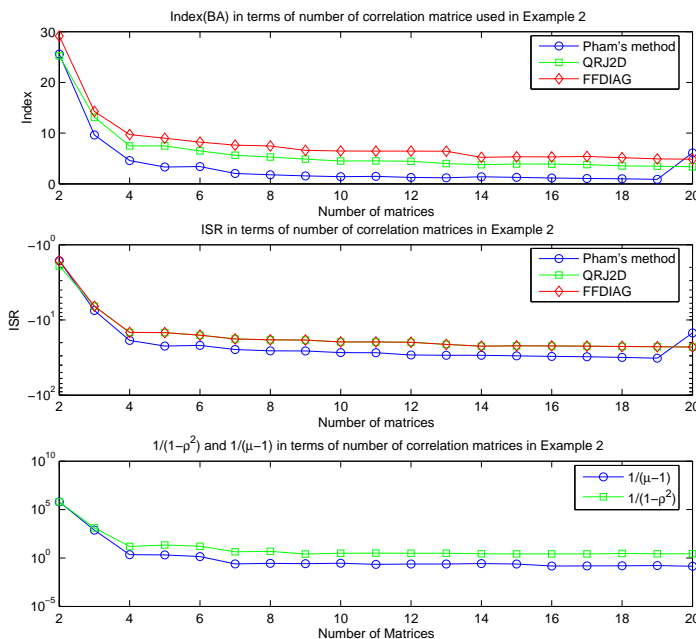 Index(BA) in terms of number of correlation matrice used in Example 2
30
20
10
0
Index
2 4 6 8 10 12 14 16 18 20
Number of matrices
Pham's method
QRJ2D
FFDIAG
ISR in terms of number of correlation matrices in Example 2
−10^0
−10^1
−10^2
ISR
2 4 6 8 10 12 14 16 18 20
Number of matrices
Pham's method
QRJ2D
FFDIAG
1/(1−ρ^2) and 1/(μ−1) in terms of number of correlation matrices in Example 2
10^10
10^5
10^0
10^−5
2 4 6 8 10 12 14 16 18 20
Number of Matrices
1/(μ−1)
1/(1−ρ^2)